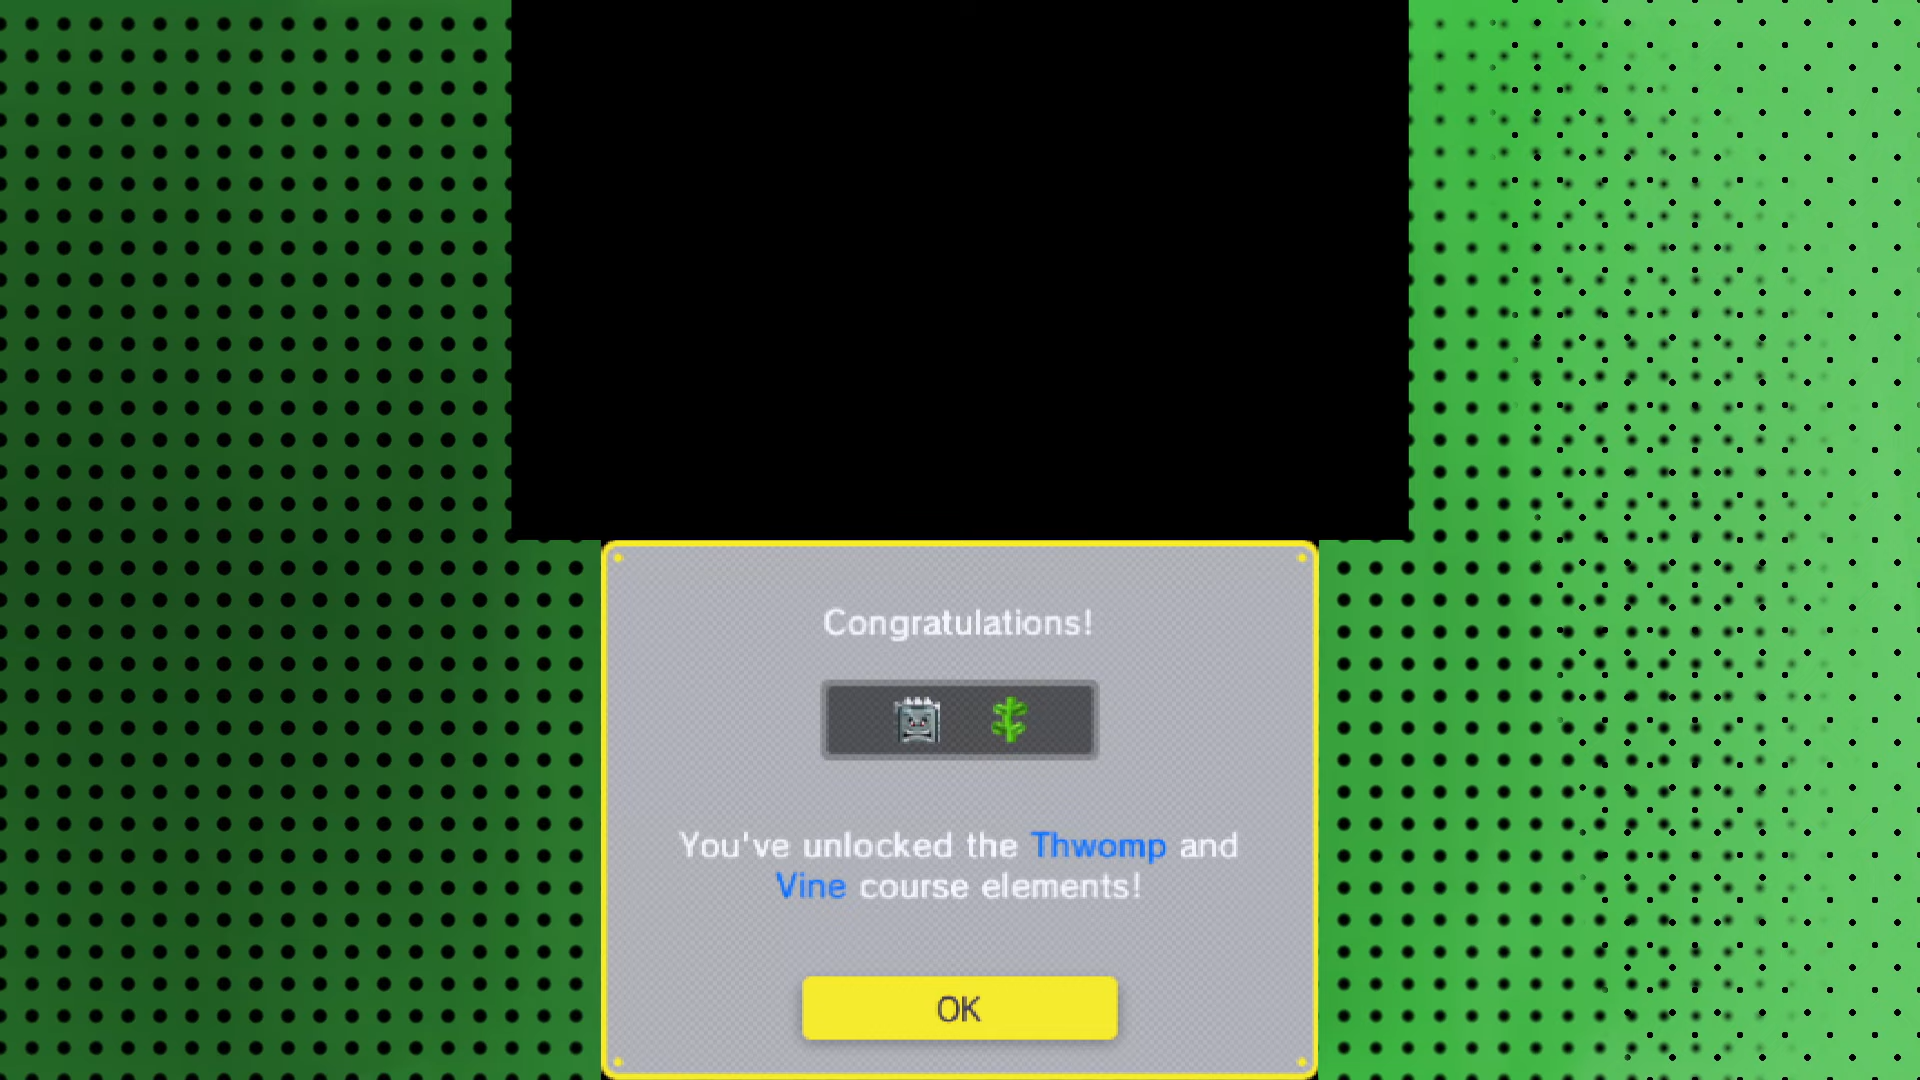 Congratulations!
You've unlocked the Thwomp and
Vine course elements!
OK